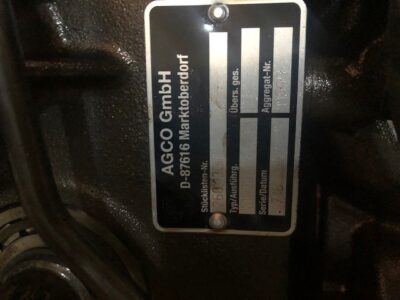 AGCO GmbH
D-87616 Marktoberdorf
Stücklisten-Nr.
Typ/Ausführg.
Übers. ges.
Serie/Datum
Aggregat-Nr.